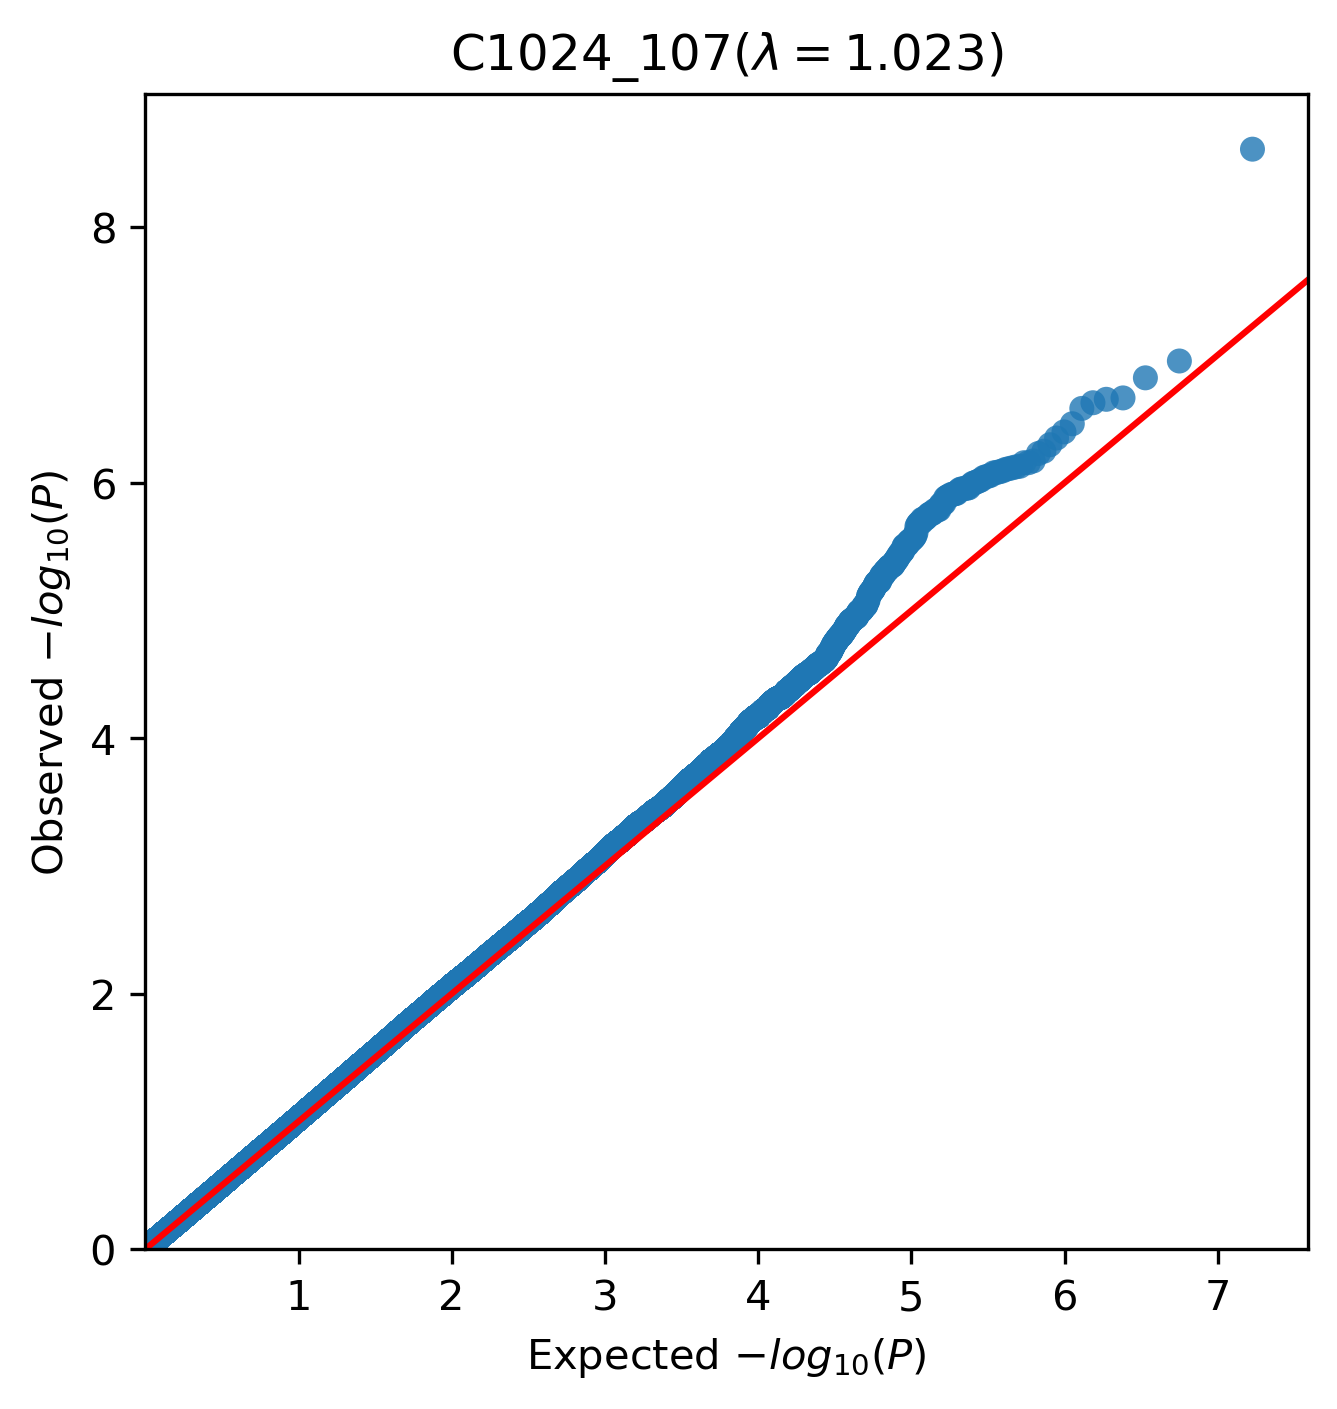 C1024_107(λ = 1.023)
Observed −log₁₀(P)
8
6
4
2
0
1 2 3 4 5 6 7
Expected −log₁₀(P)